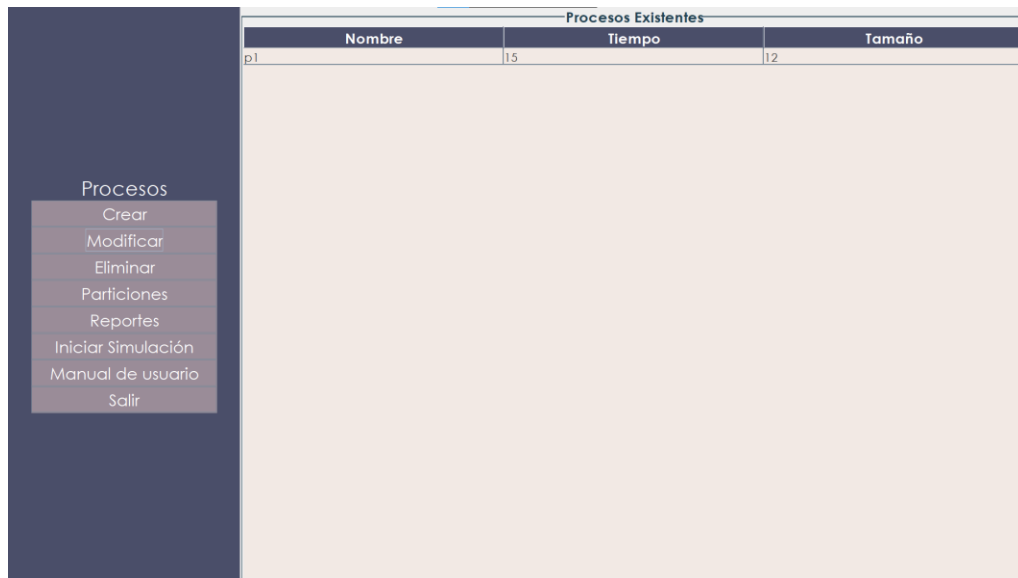 Procesos
Crear
Modificar
Eliminar
Particiones
Reportes
Iniciar Simulación
Manual de usuario
Salir
Procesos Existentes
Nombre Tiempo Tamaño
p1 15 12